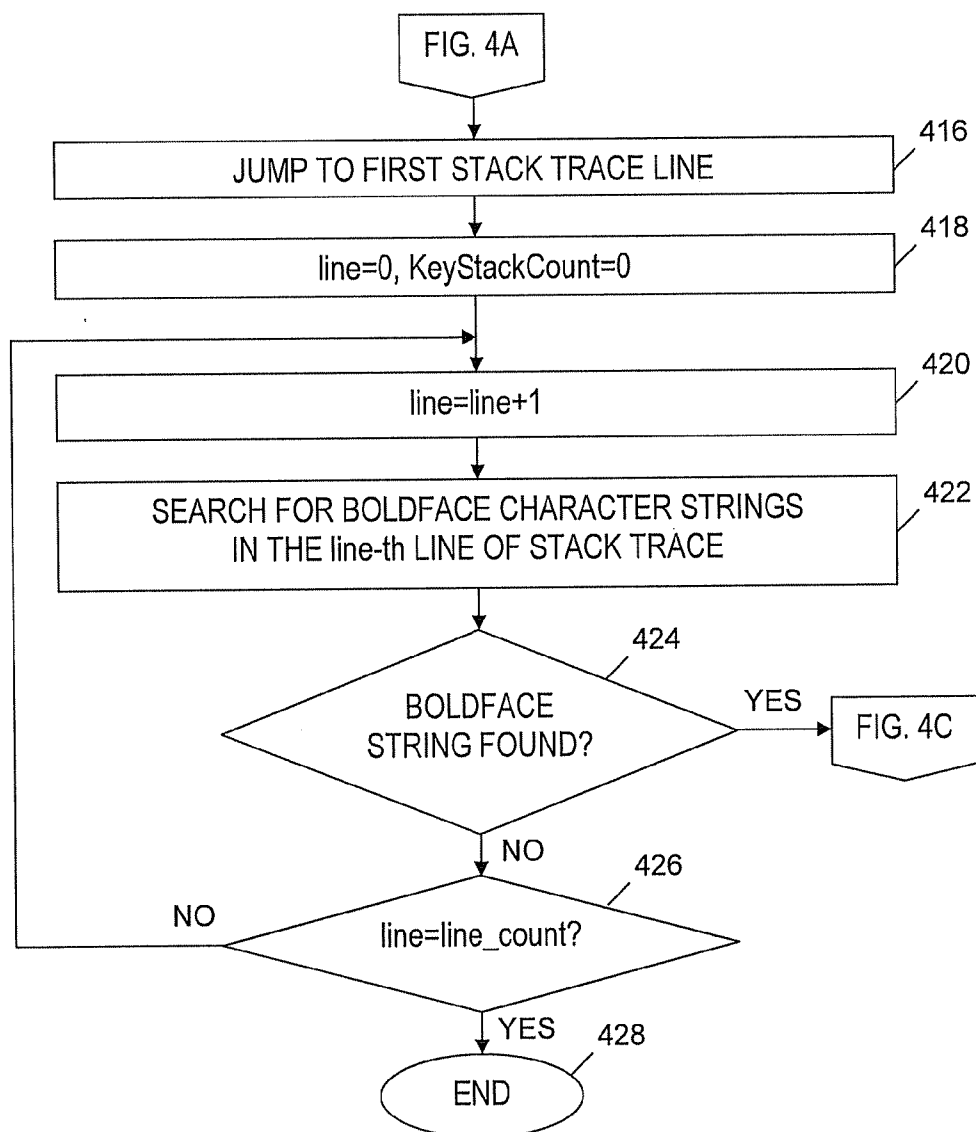 FIG. 4A
416
JUMP TO FIRST STACK TRACE LINE
418
line=0, KeyStackCount=0
420
line=line+1
422
SEARCH FOR BOLDFACE CHARACTER STRINGS
IN THE line-th LINE OF STACK TRACE
424
BOLDFACE
STRING FOUND?
YES
FIG. 4C
NO
426
NO
line=line_count?
YES
428
END